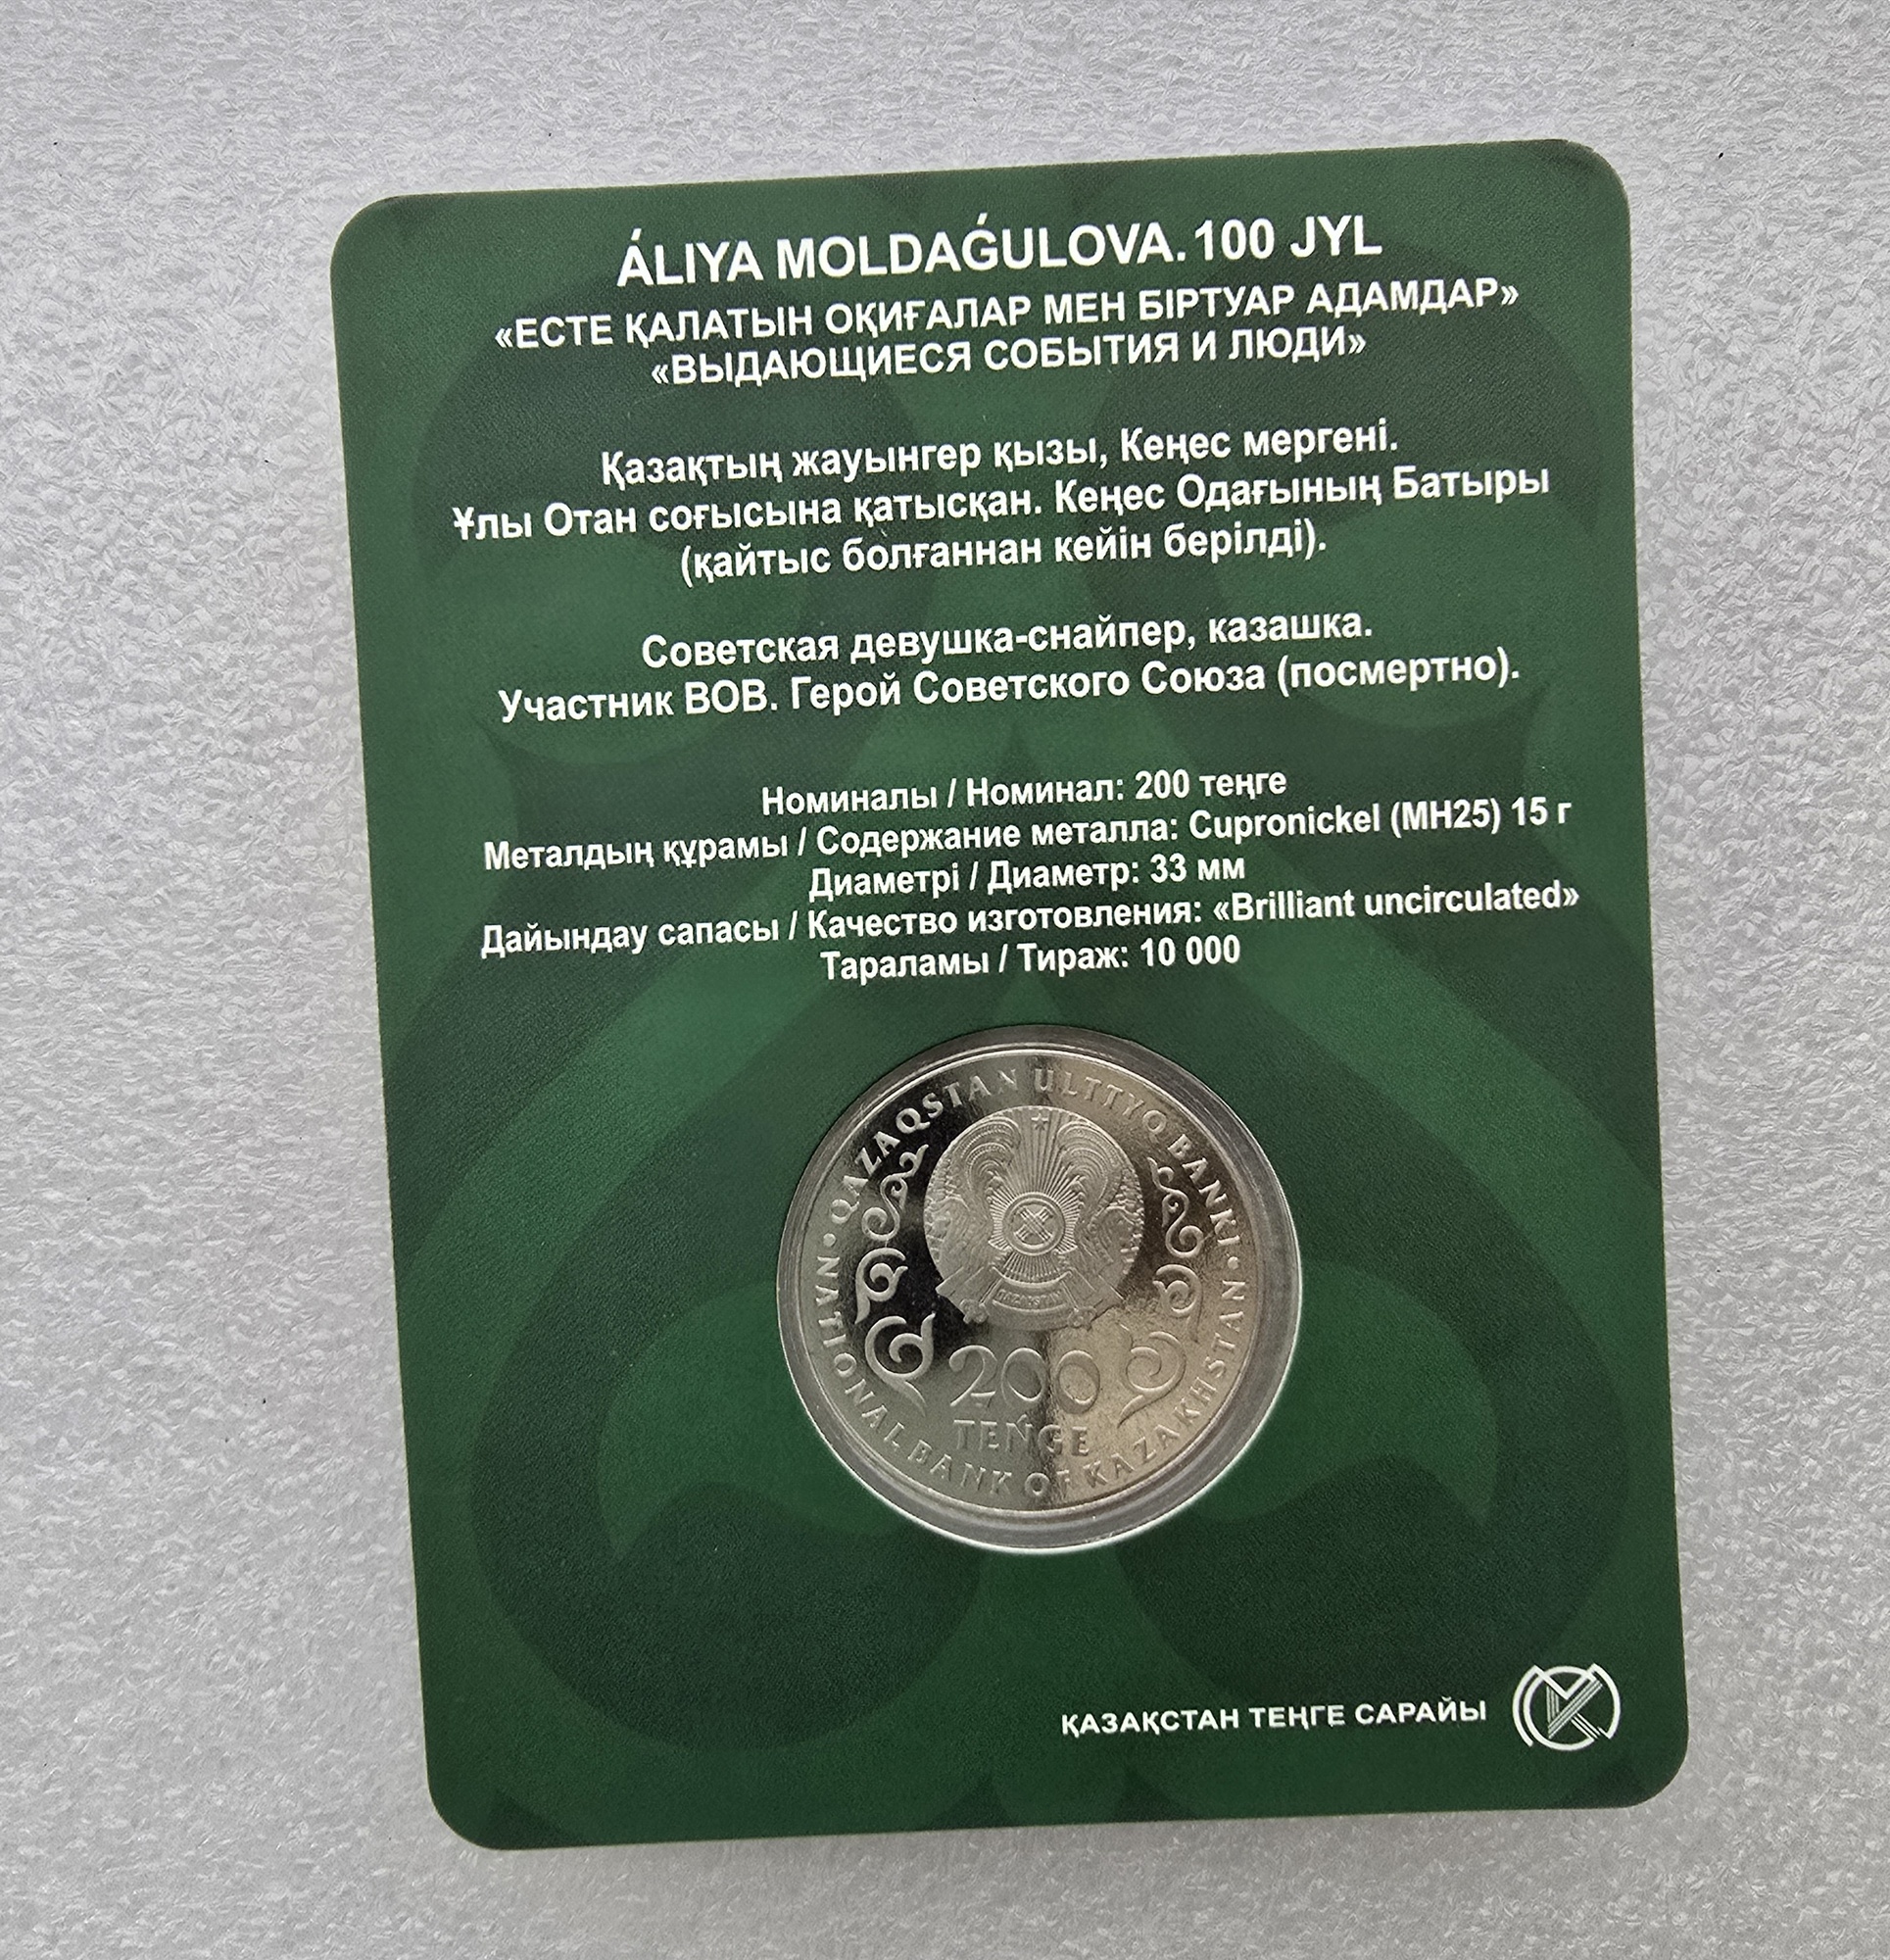 ÁLIYA MOLDAǴULOVA. 100 JYL
«ЕСТЕ ҚАЛАТЫН ОҚИҒАЛАР МЕН БІРТУАР АДАМДАР»
«ВЫДАЮЩИЕСЯ СОБЫТИЯ И ЛЮДИ»
Қазақтың жауынгер қызы, Кеңес мергені.
Ұлы Отан соғысына қатысқан. Кеңес Одағының Батыры
(қайтыс болғаннан кейін берілді).
Советская девушка-снайпер, казашка.
Участник ВОВ. Герой Советского Союза (посмертно).
Номиналы / Номинал: 200 теңге
Металдың құрамы / Содержание металла: Cupronickel (МН25) 15 г
Диаметрі / Диаметр: 33 мм
Дайындау сапасы / Качество изготовления: «Brilliant uncirculated»
Тараламы / Тираж: 10 000
• QAZAQSTAN ULTTYQ BANKI •
QAZAQSTAN
200
TEŃGE
NATIONAL BANK OF KAZAKHSTAN
ҚАЗАҚСТАН ТЕҢГЕ САРАЙЫ